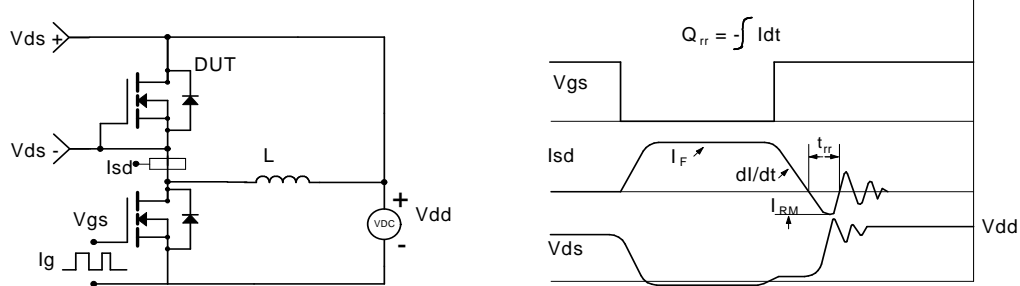 Vds +
DUT
Vds -
Isd
L
Vgs
Ig
+
VDC
-
Vdd
Q rr = -∫ Idt
Vgs
Isd
I F
dI/dt
t rr
I RM
Vds
Vdd